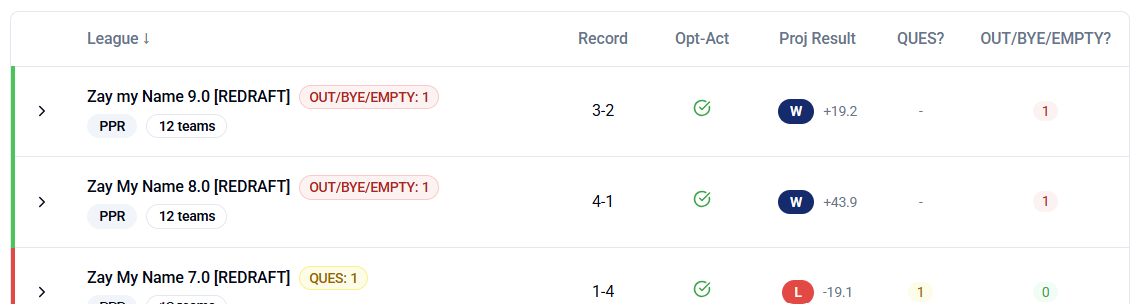 League ↓ Record Opt-Act Proj Result QUES? OUT/BYE/EMPTY?
Zay my Name 9.0 [REDRAFT] OUT/BYE/EMPTY: 1
PPR 12 teams
3-2 W +19.2 - 1
Zay My Name 8.0 [REDRAFT] OUT/BYE/EMPTY: 1
PPR 12 teams
4-1 W +43.9 - 1
Zay My Name 7.0 [REDRAFT] QUES: 1
1-4 L -19.1 1 0
PPR 12 teams